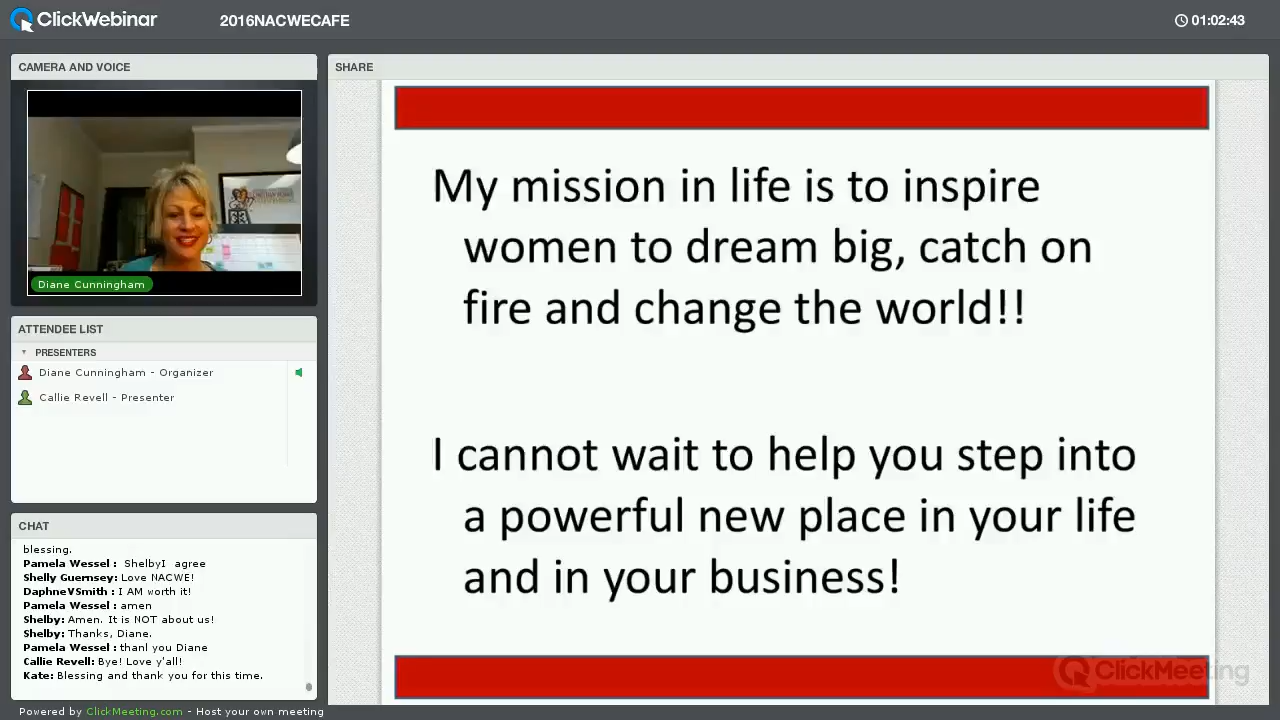 ClickWebinar
2016NACWECAFE
01:02:43
CAMERA AND VOICE
Diane Cunningham
ATTENDEE LIST
PRESENTERS
Diane Cunningham - Organizer
Callie Revell - Presenter
CHAT
blessing.
Pamela Wessel : ShelbyI agree
Shelly Guernsey: Love NACWE!
DaphneVSmith : I AM worth it!
Pamela Wessel : amen
Shelby: Amen. It is NOT about us!
Shelby: Thanks, Diane.
Pamela Wessel : thanl you Diane
Callie Revell: Bye! Love y'all!
Kate: Blessing and thank you for this time.
Powered by ClickMeeting.com - Host your own meeting
SHARE
My mission in life is to inspire
women to dream big, catch on
fire and change the world!!
I cannot wait to help you step into
a powerful new place in your life
and in your business!
ClickMeeting